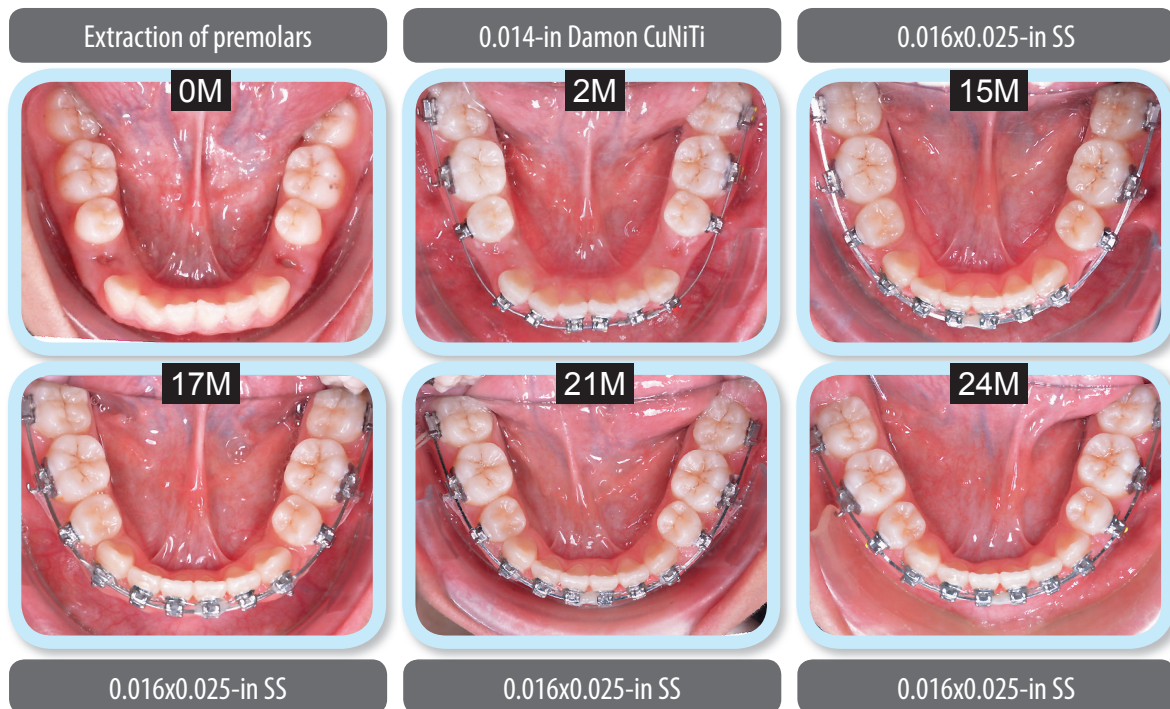 Extraction of premolars
0.014-in Damon CuNiTi
0.016x0.025-in SS
0M
2M
15M
17M
21M
24M
0.016x0.025-in SS
0.016x0.025-in SS
0.016x0.025-in SS